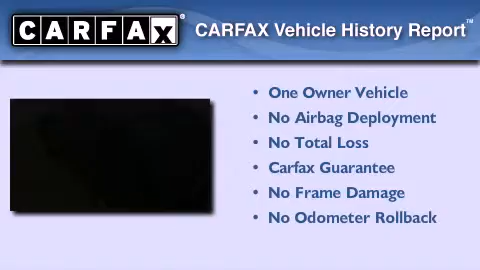 CARFAX® CARFAX Vehicle History Report™
• One Owner Vehicle
• No Airbag Deployment
• No Total Loss
• Carfax Guarantee
• No Frame Damage
• No Odometer Rollback